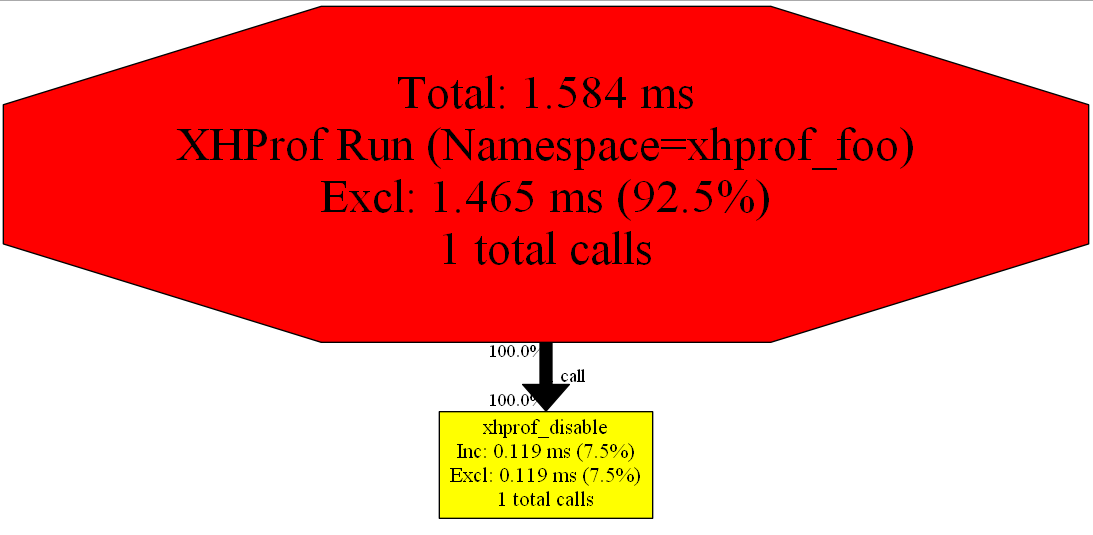 Total: 1.584 ms
XHProf Run (Namespace=xhprof_foo)
Excl: 1.465 ms (92.5%)
1 total calls
100.0%
call
100.0%
xhprof_disable
Inc: 0.119 ms (7.5%)
Excl: 0.119 ms (7.5%)
1 total calls